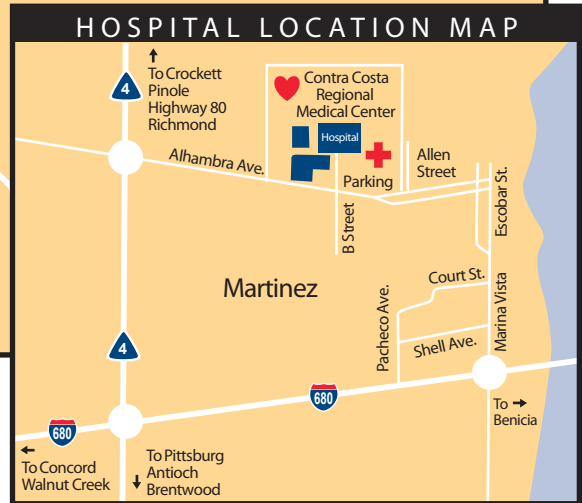 HOSPITAL LOCATION MAP
4
To Crockett
Pinole
Highway 80
Richmond
Contra Costa
Regional
Medical Center
Hospital
Alhambra Ave.
Parking
Allen
Street
B Street
Escobar St.
Martinez
Court St.
Pacheco Ave.
Marina Vista
Shell Ave.
4
680
680
To
Benicia
To Concord
Walnut Creek
To Pittsburg
Antioch
Brentwood